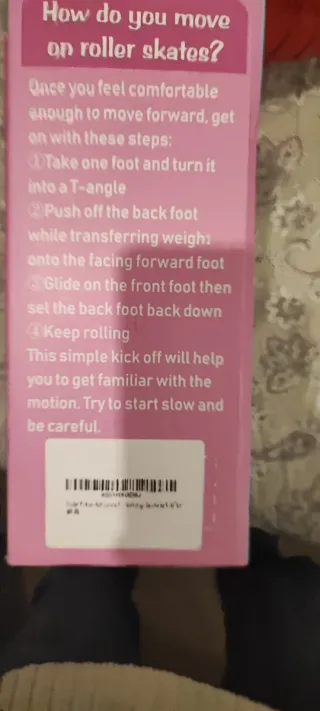 How do you move
on roller skates?
Once you feel comfortable
enough to move forward, get
on with these steps:
①Take one foot and turn it
into a T-angle
②Push off the back foot
while transferring weight
onto the facing forward foot
③Glide on the front foot then
set the back foot back down
④Keep rolling
This simple kick off will help
you to get familiar with the
motion. Try to start slow and
be careful.